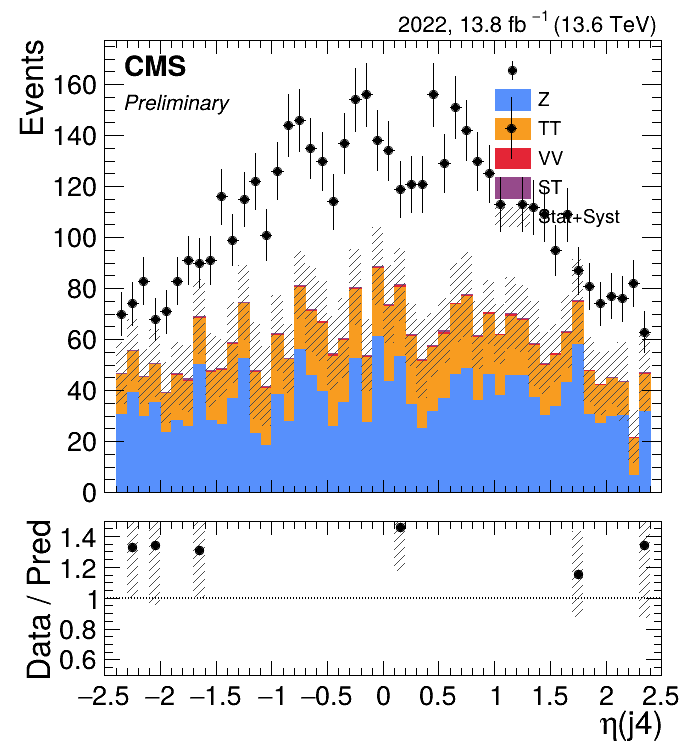 2022, 13.8 fb⁻¹ (13.6 TeV)
CMS
Preliminary
Events
160
140
120
100
80
60
40
20
0
Z
TT
VV
ST
Stat+Syst
Data / Pred
1.4
1.2
1
0.8
0.6
−2.5 −2 −1.5 −1 −0.5 0 0.5 1 1.5 2 2.5
η(j4)